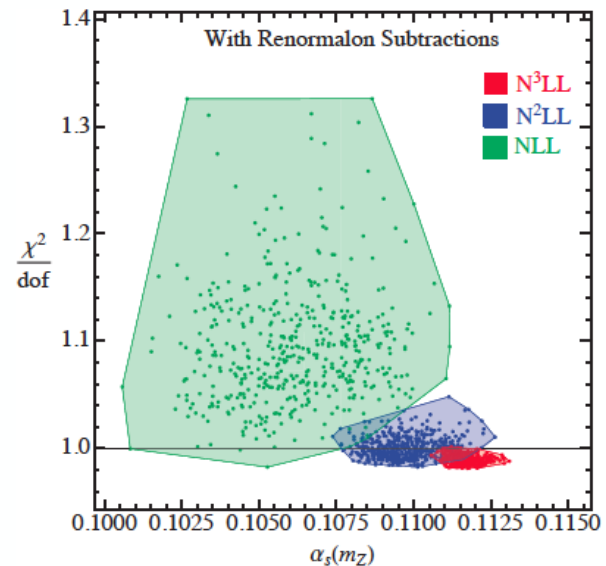 With Renormalon Subtractions
N³LL
N²LL
NLL
1.4
1.3
1.2
1.1
1.0
χ²
dof
0.1000 0.1025 0.1050 0.1075 0.1100 0.1125 0.1150
αₛ(m_Z)